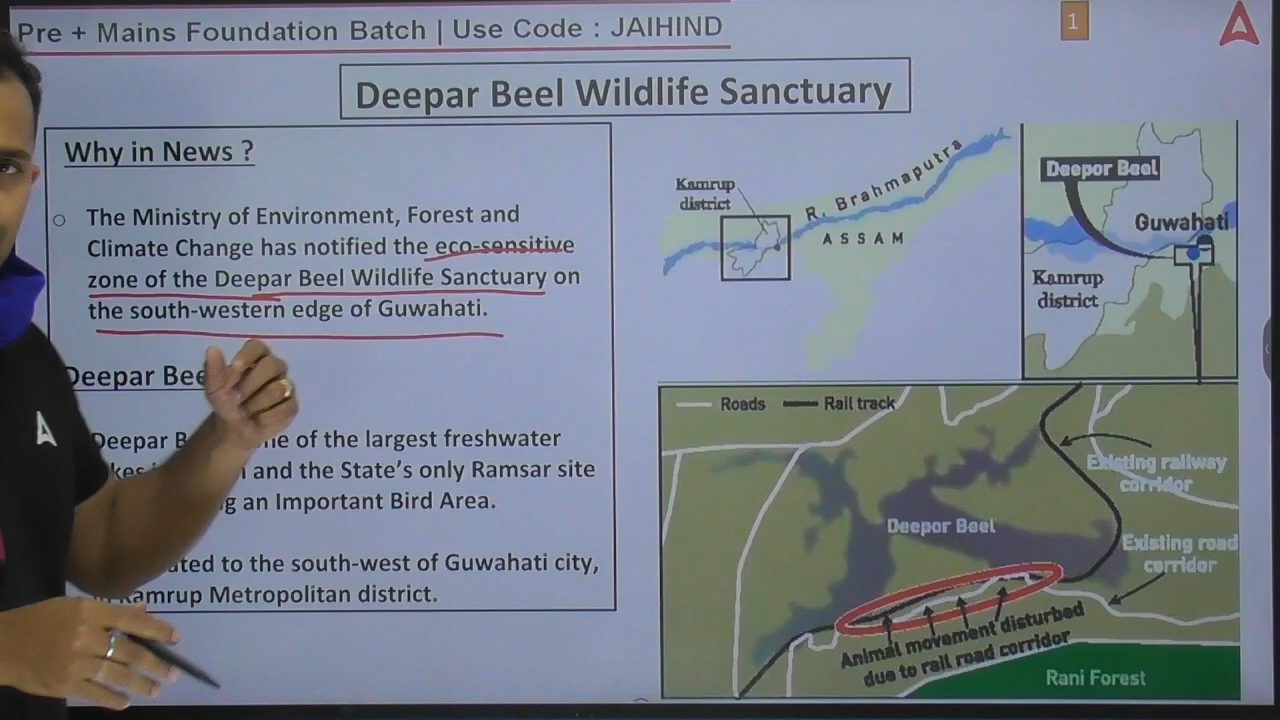 Pre + Mains Foundation Batch | Use Code : JAIHIND
1
Deepar Beel Wildlife Sanctuary
Why in News ?
The Ministry of Environment, Forest and
Climate Change has notified the eco-sensitive
zone of the Deepar Beel Wildlife Sanctuary on
the south-western edge of Guwahati.
Deepar Bee
Deepar B of the largest freshwater
and the State's only Ramsar site
an Important Bird Area.
to the south-west of Guwahati city,
Kamrup Metropolitan district.
Kamrup
district
R. Brahmaputra
ASSAM
Deepor Beel
Guwahati
Kamrup
district
Roads
Rail track
Existing railway
corridor
Deepor Beel
Existing road
corridor
Animal movement disturbed
due to rail road corridor
Rani Forest